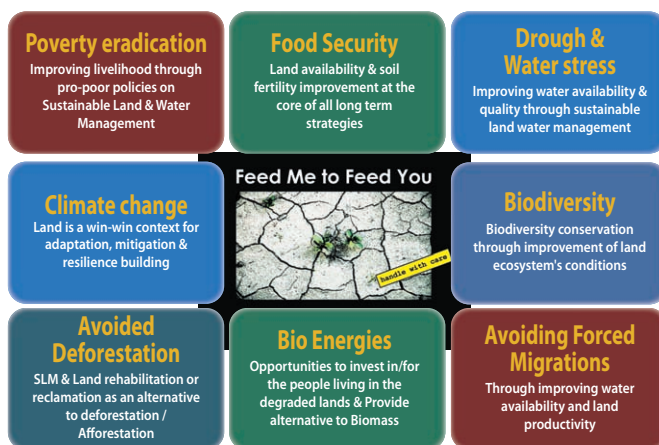 Poverty eradication
Improving livelihood through
pro-poor policies on
Sustainable Land & Water
Management
Food Security
Land availability & soil
fertility improvement at the
core of all long term
strategies
Drough &
Water stress
Improving water availability &
quality through sustainable
land water management
Climate change
Land is a win-win context for
adaptation, mitigation &
resilience building
Feed Me to Feed You
handle with care
Biodiversity
Biodiversity conservation
through improvement of land
ecosystem's conditions
Avoided
Deforestation
SLM & Land rehabilitation or
reclamation as an alternative
to deforestation /
Afforestation
Bio Energies
Opportunities to invest in/for
the people living in the
degraded lands & Provide
alternative to Biomass
Avoiding Forced
Migrations
Through improving water
availability and land
productivity